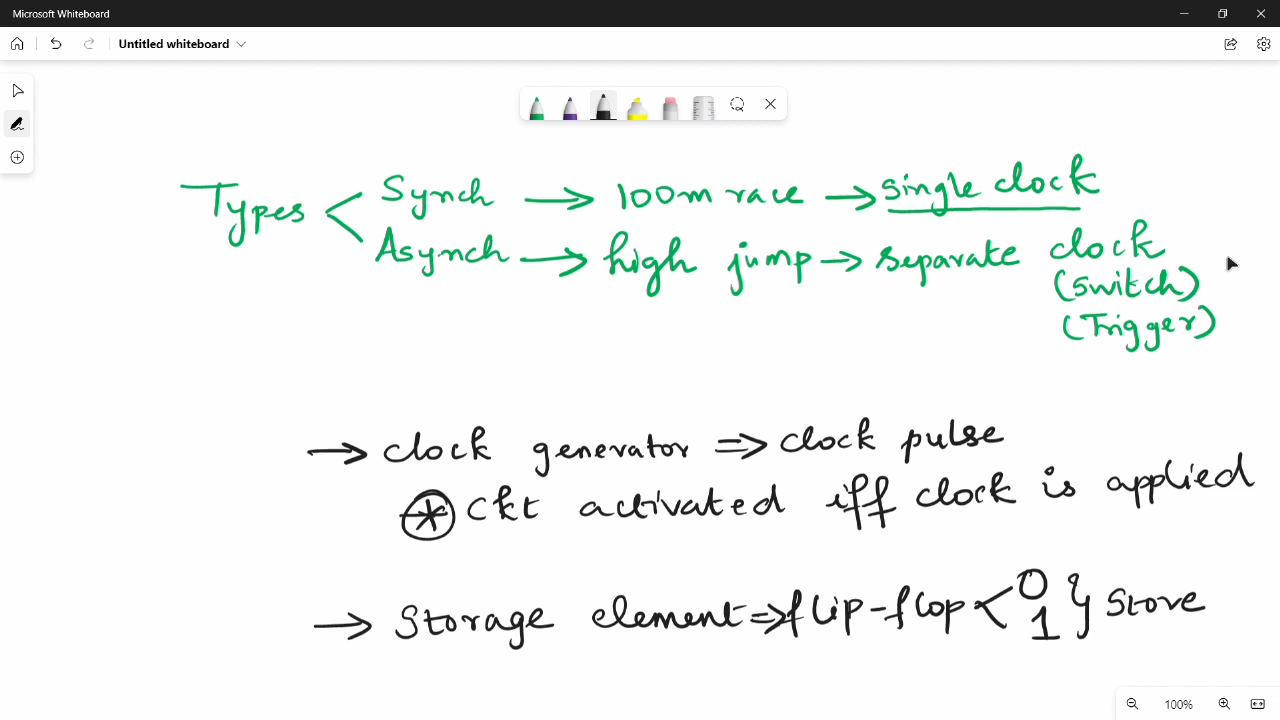 Microsoft Whiteboard
Untitled whiteboard
Types < Synch → 100m race → single clock
Asynch → high jump → separate clock
(switch)
(Trigger)
→ clock generator ⇒ clock pulse
⊛ ckt activated iff clock is applied
→ Storage element ⇒ flip-flop < 0 1 } Store
100%